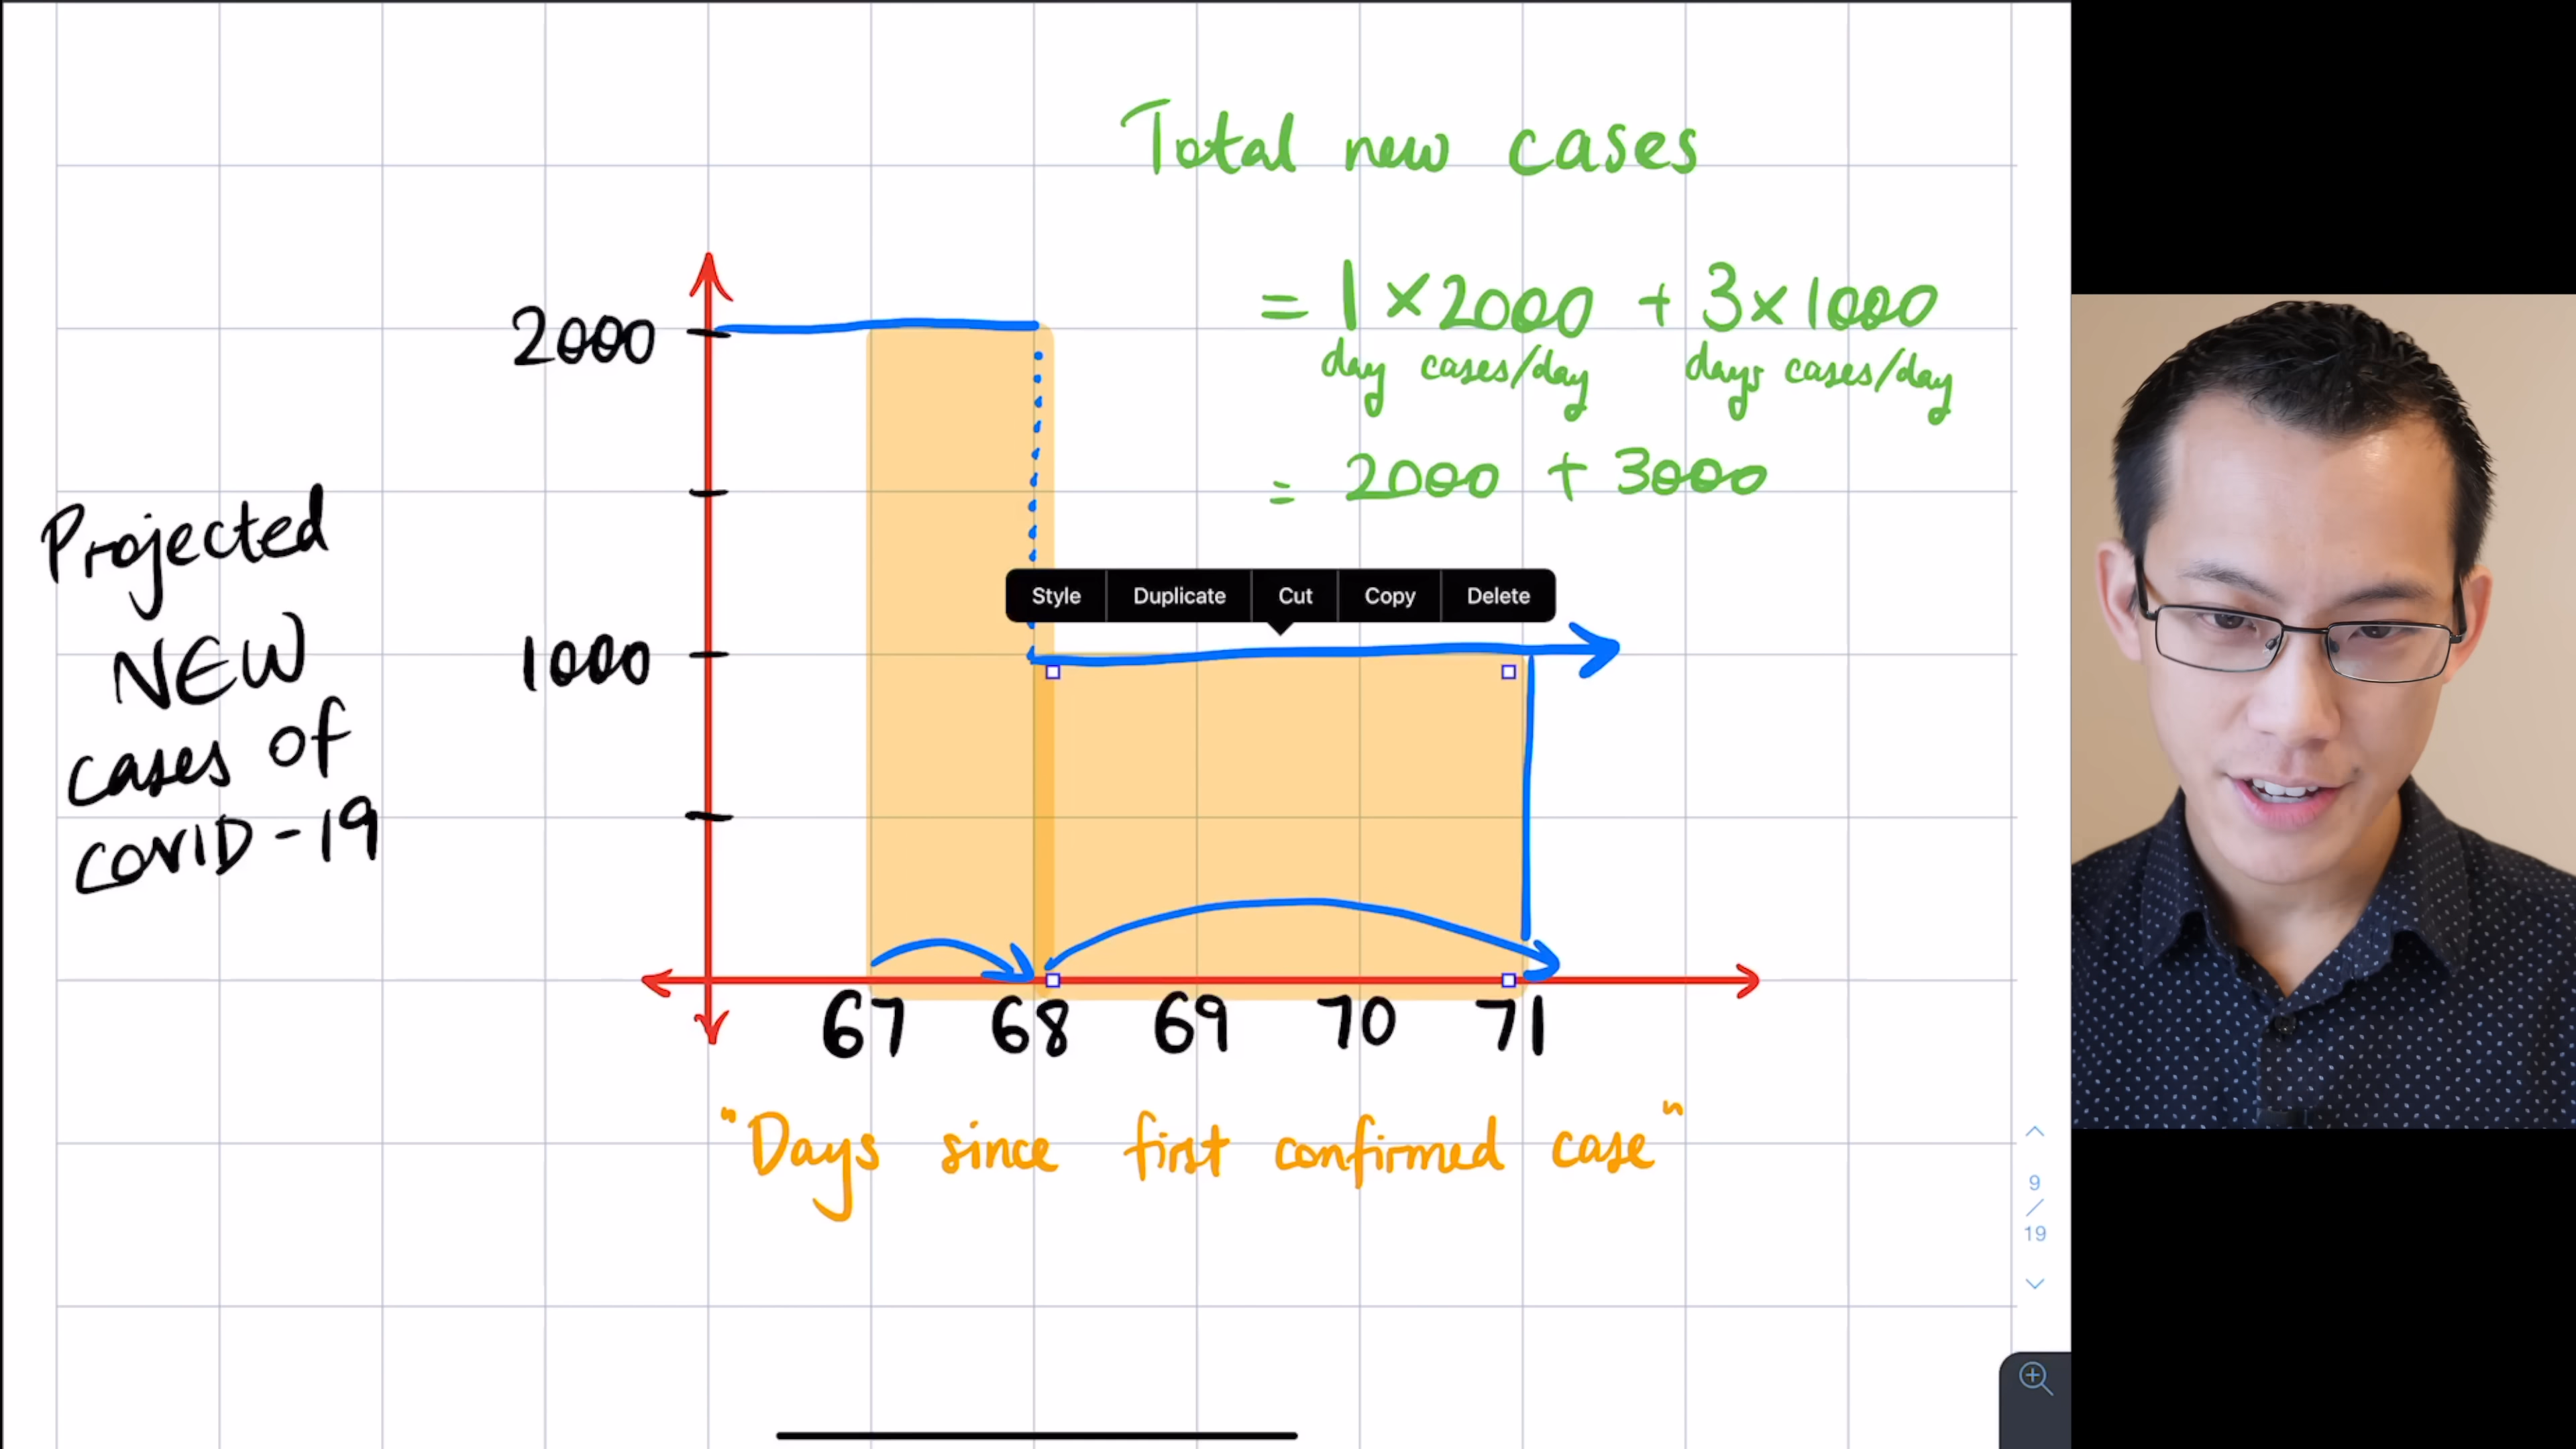 Total new cases
= 1 × 2000 + 3 × 1000
day cases/day days cases/day
= 2000 + 3000
2000
1000
Projected
NEW
cases of
COVID-19
Style Duplicate Cut Copy Delete
67 68 69 70 71
"Days since first confirmed case"
9
/
19